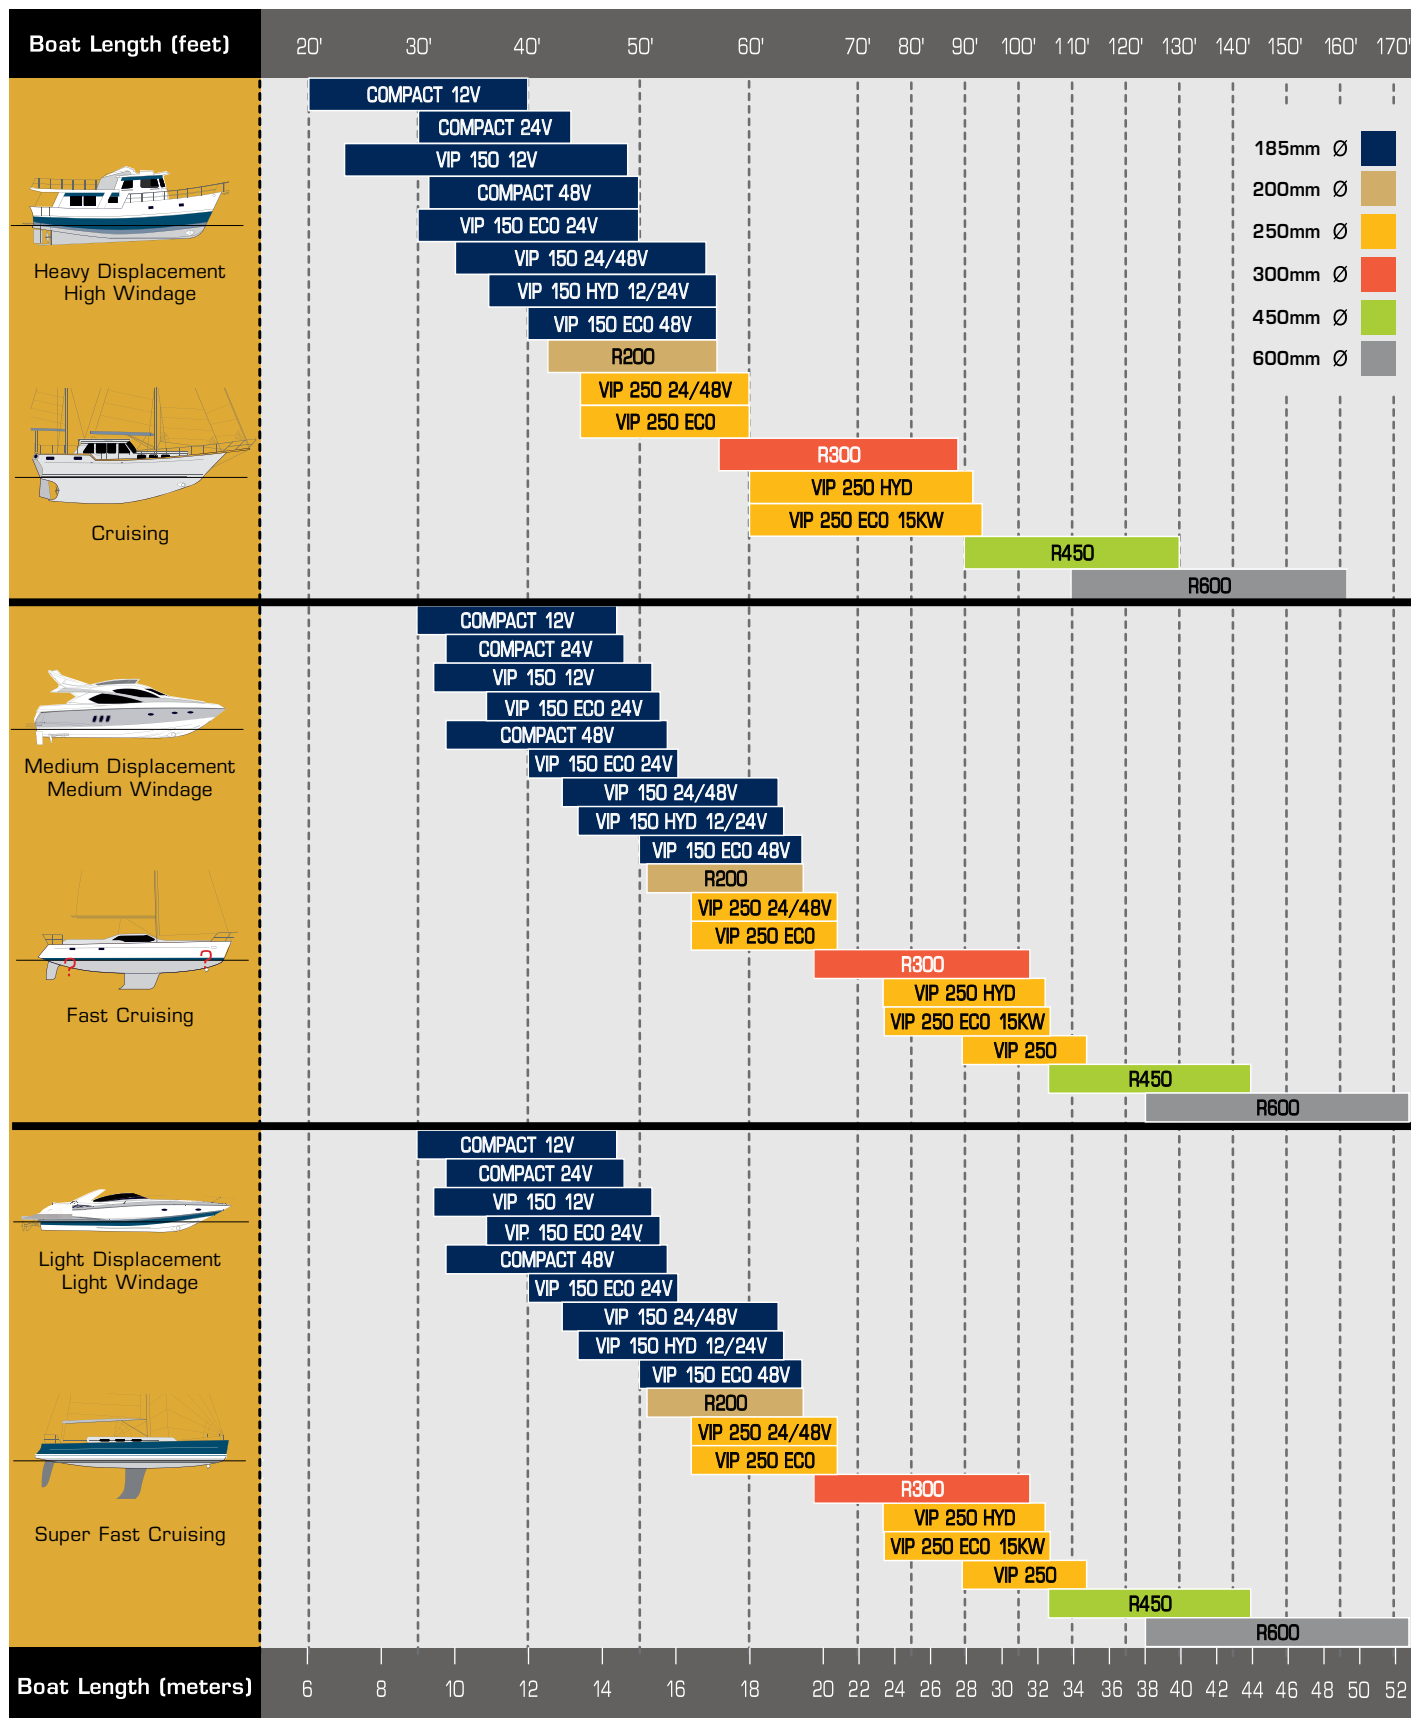 Boat Length (feet)
20' 30' 40' 50' 60' 70' 80' 90' 100' 110' 120' 130' 140' 150' 160' 170'
COMPACT 12V
COMPACT 24V
VIP 150 12V
COMPACT 48V
VIP 150 ECO 24V
VIP 150 24/48V
VIP 150 HYD 12/24V
VIP 150 ECO 48V
R200
VIP 250 24/48V
VIP 250 ECO
R300
VIP 250 HYD
VIP 250 ECO 15KW
R450
R600
185mm Ø
200mm Ø
250mm Ø
300mm Ø
450mm Ø
600mm Ø
Heavy Displacement
High Windage
Cruising
COMPACT 12V
COMPACT 24V
VIP 150 12V
VIP 150 ECO 24V
COMPACT 48V
VIP 150 ECO 24V
VIP 150 24/48V
VIP 150 HYD 12/24V
VIP 150 ECO 48V
R200
VIP 250 24/48V
VIP 250 ECO
R300
VIP 250 HYD
VIP 250 ECO 15KW
VIP 250
R450
R600
Medium Displacement
Medium Windage
? ?
Fast Cruising
COMPACT 12V
COMPACT 24V
VIP 150 12V
VIP 150 ECO 24V
COMPACT 48V
VIP 150 ECO 24V
VIP 150 24/48V
VIP 150 HYD 12/24V
VIP 150 ECO 48V
R200
VIP 250 24/48V
VIP 250 ECO
R300
VIP 250 HYD
VIP 250 ECO 15KW
VIP 250
R450
R600
Light Displacement
Light Windage
Super Fast Cruising
Boat Length (meters)
6 8 10 12 14 16 18 20 22 24 26 28 30 32 34 36 38 40 42 44 46 48 50 52